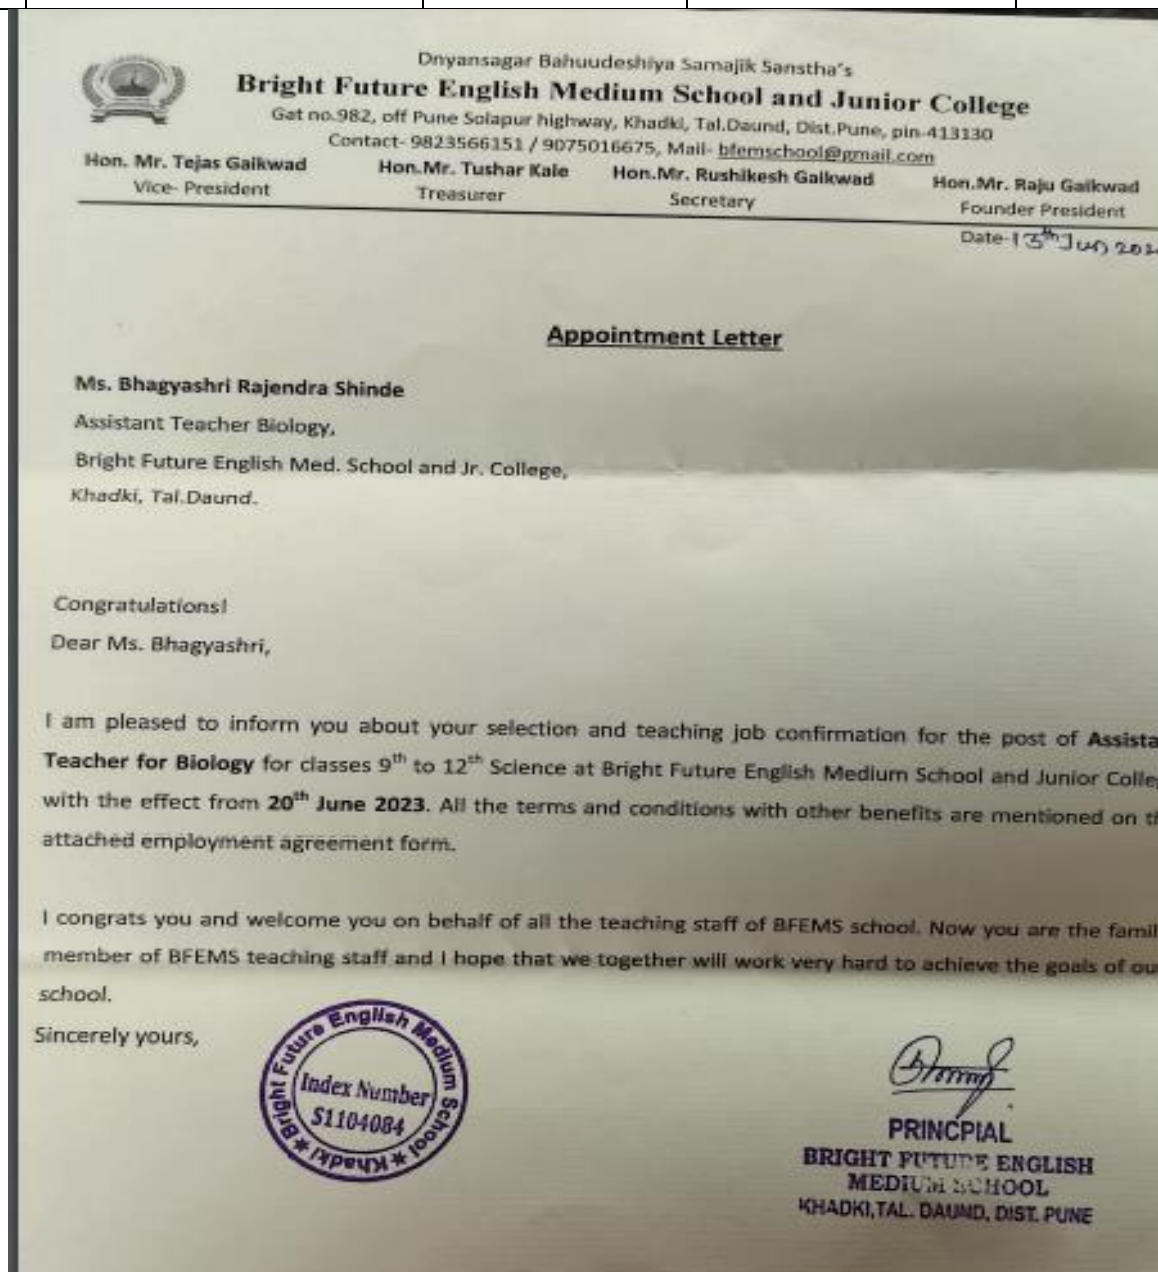 Dnyansagar Bahuudeshiya Samajik Sanstha's
Bright Future English Medium School and Junior College
Gat no.982, off Pune Solapur highway, Khadki, Tal.Daund, Dist.Pune, pin-413130
Contact- 9823566151 / 9075016675, Mail- bfemschool@gmail.com
Hon. Mr. Tejas Gaikwad Hon.Mr. Tushar Kale Hon.Mr. Rushikesh Gaikwad Hon.Mr. Raju Gaikwad
Vice- President Treasurer Secretary Founder President
Date-13th Jun 202
Appointment Letter
Ms. Bhagyashri Rajendra Shinde
Assistant Teacher Biology,
Bright Future English Med. School and Jr. College,
Khadki, Tal.Daund.
Congratulations!
Dear Ms. Bhagyashri,
I am pleased to inform you about your selection and teaching job confirmation for the post of Assista
Teacher for Biology for classes 9th to 12th Science at Bright Future English Medium School and Junior Colleg
with the effect from 20th June 2023. All the terms and conditions with other benefits are mentioned on th
attached employment agreement form.
I congrats you and welcome you on behalf of all the teaching staff of BFEMS school. Now you are the famil
member of BFEMS teaching staff and I hope that we together will work very hard to achieve the goals of our
school.
Sincerely yours,
Bright Future English Medium School
Khadki
Index Number
S1104084
PRINCPIAL
BRIGHT FUTURE ENGLISH
MEDIUM SCHOOL
KHADKI,TAL. DAUND, DIST. PUNE